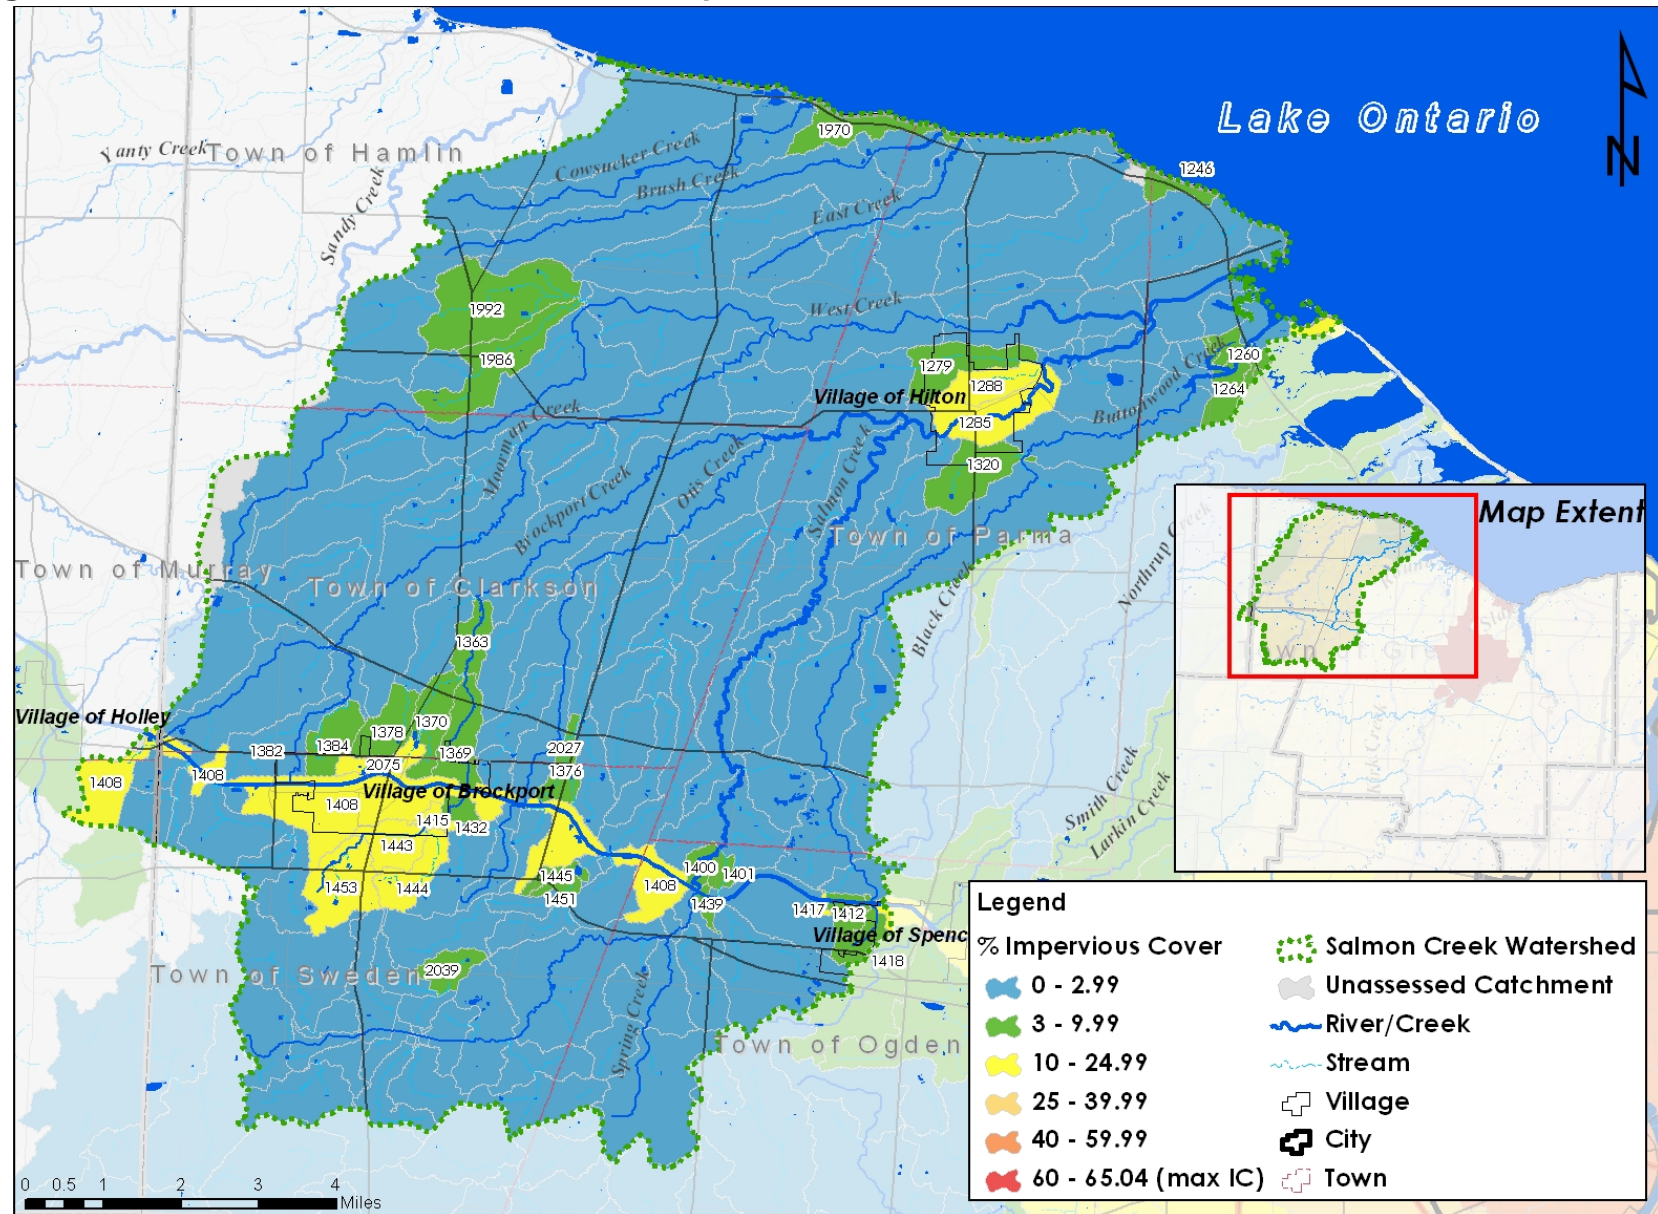 Lake Ontario
N
Yanty Creek
Town of Hamlin
Sandy Creek
Cowsucker Creek
Brush Creek
East Creek
West Creek
1970
1246
1992
1986
1279
1288
Village of Hilton
1285
1320
1260
1264
Buttonwood Creek
Moorman Creek
Brockport Creek
Otis Creek
Salmon Creek
Town of Parma
Northrup Creek
Black Creek
Town of Murray
Town of Clarkson
1363
Village of Holley
1370
1378
1384
1382
1369
2027
1376
2075
1408
1408
1408
Village of Brockport
1415
1432
1443
1453
1444
1445
1451
1400
1401
1408
1439
1417
1412
Village of Spenc
1418
Smith Creek
Larkin Creek
Town of Sweden
2039
Spring Creek
Town of Ogden
Map Extent
Legend
% Impervious Cover
0 - 2.99
3 - 9.99
10 - 24.99
25 - 39.99
40 - 59.99
60 - 65.04 (max IC)
Salmon Creek Watershed
Unassessed Catchment
River/Creek
Stream
Village
City
Town
0 0.5 1 2 3 4
Miles